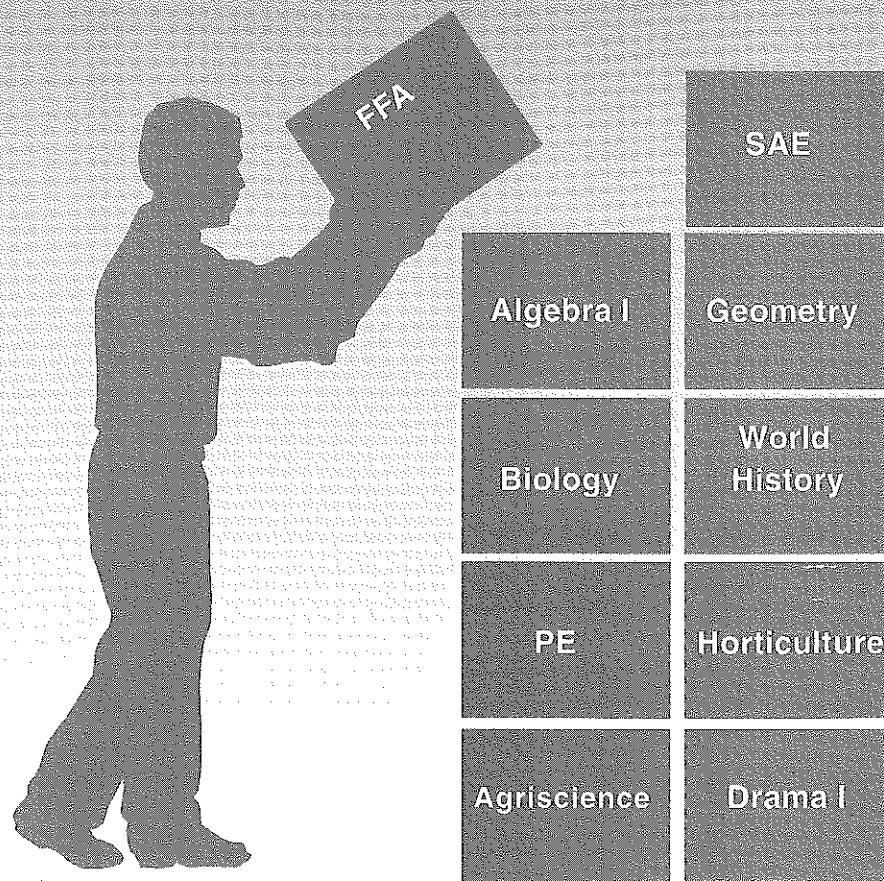 FFA
SAE
Algebra I
Geometry
Biology
World
History
PE
Horticulture
Agriscience
Drama I